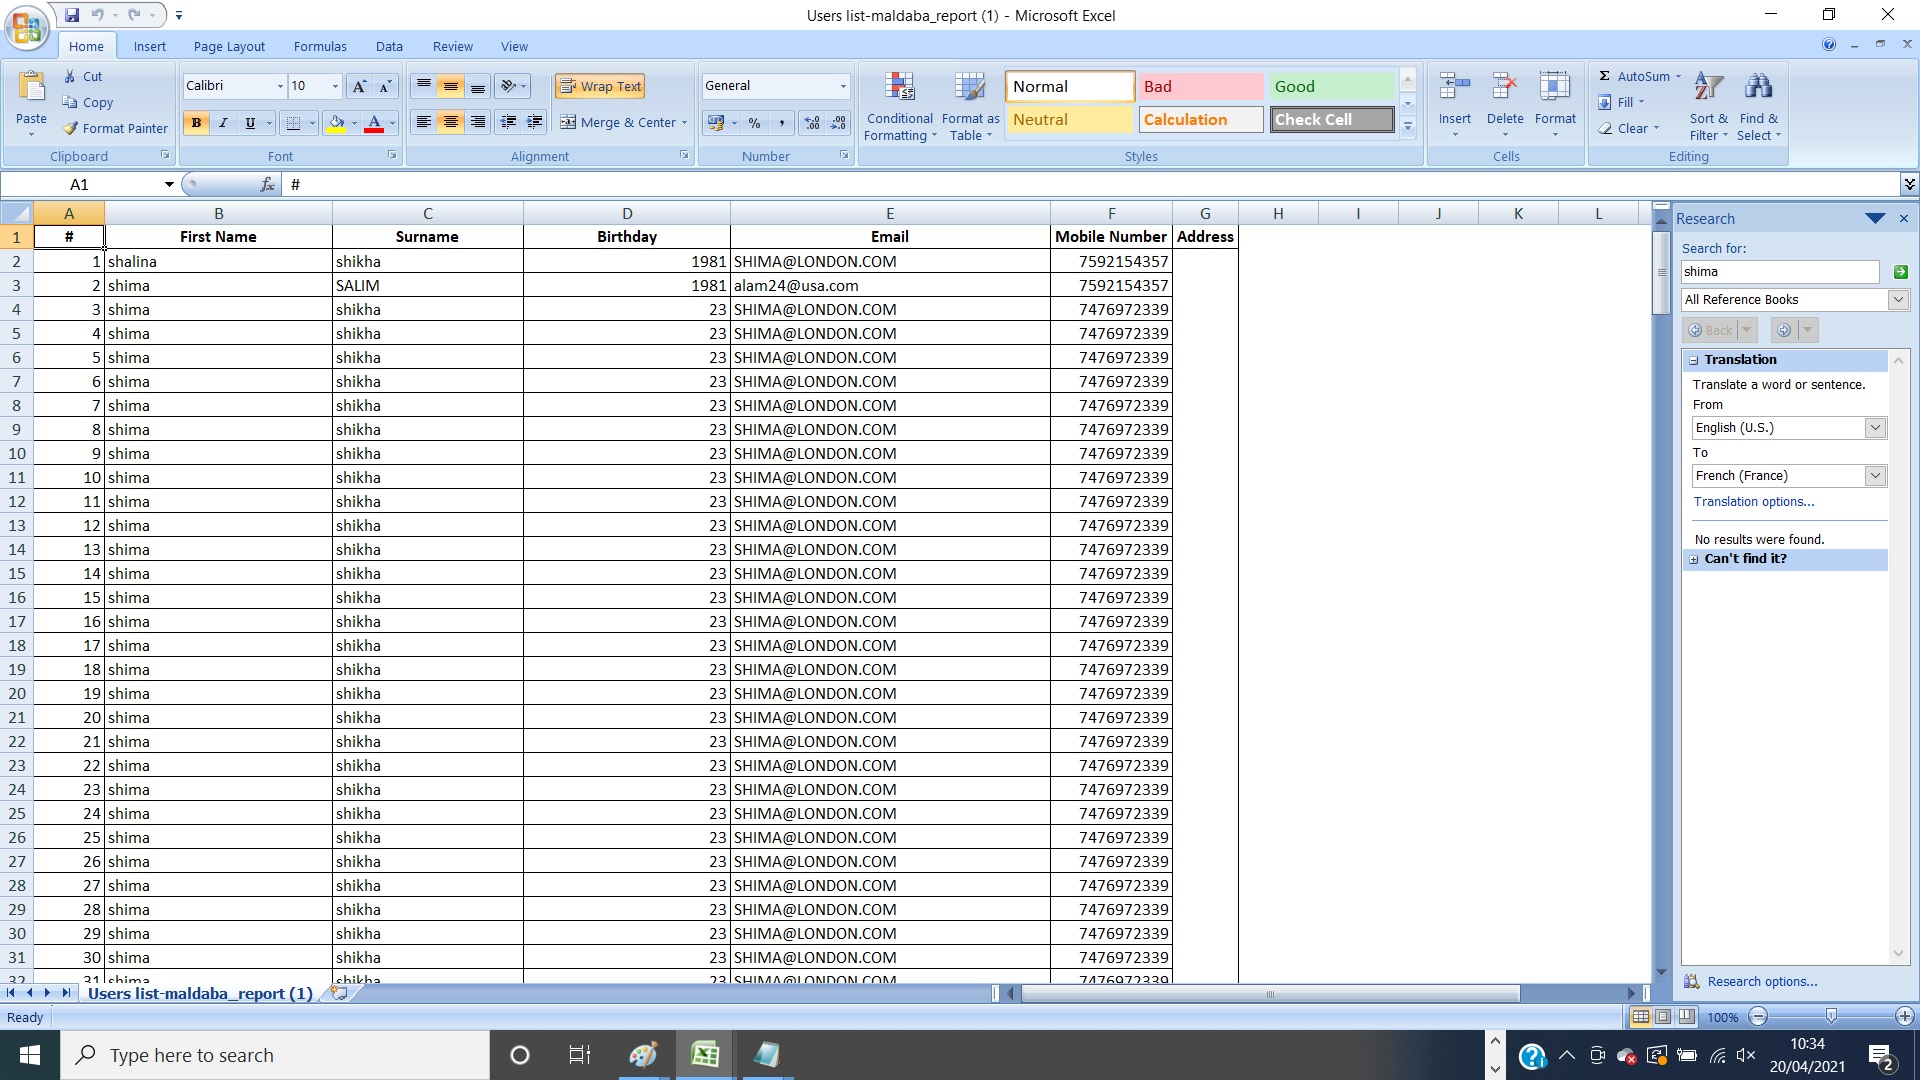 Users list-maldaba_report (1) - Microsoft Excel
Home Insert Page Layout Formulas Data Review View
Paste Cut Copy Format Painter Clipboard
Calibri 10 B I U A Font
Wrap Text Merge & Center Alignment
General % , Number
Conditional Formatting Format as Table Normal Bad Good Neutral Calculation Check Cell Styles
Insert Delete Format Cells
AutoSum Fill Clear Sort & Filter Find & Select Editing
A1 fx #
A B C D E F G H I J K L
1 # First Name Surname Birthday Email Mobile Number Address
2 1 shalina shikha 1981 SHIMA@LONDON.COM 7592154357
3 2 shima SALIM 1981 alam24@usa.com 7592154357
4 3 shima shikha 23 SHIMA@LONDON.COM 7476972339
5 4 shima shikha 23 SHIMA@LONDON.COM 7476972339
6 5 shima shikha 23 SHIMA@LONDON.COM 7476972339
7 6 shima shikha 23 SHIMA@LONDON.COM 7476972339
8 7 shima shikha 23 SHIMA@LONDON.COM 7476972339
9 8 shima shikha 23 SHIMA@LONDON.COM 7476972339
10 9 shima shikha 23 SHIMA@LONDON.COM 7476972339
11 10 shima shikha 23 SHIMA@LONDON.COM 7476972339
12 11 shima shikha 23 SHIMA@LONDON.COM 7476972339
13 12 shima shikha 23 SHIMA@LONDON.COM 7476972339
14 13 shima shikha 23 SHIMA@LONDON.COM 7476972339
15 14 shima shikha 23 SHIMA@LONDON.COM 7476972339
16 15 shima shikha 23 SHIMA@LONDON.COM 7476972339
17 16 shima shikha 23 SHIMA@LONDON.COM 7476972339
18 17 shima shikha 23 SHIMA@LONDON.COM 7476972339
19 18 shima shikha 23 SHIMA@LONDON.COM 7476972339
20 19 shima shikha 23 SHIMA@LONDON.COM 7476972339
21 20 shima shikha 23 SHIMA@LONDON.COM 7476972339
22 21 shima shikha 23 SHIMA@LONDON.COM 7476972339
23 22 shima shikha 23 SHIMA@LONDON.COM 7476972339
24 23 shima shikha 23 SHIMA@LONDON.COM 7476972339
25 24 shima shikha 23 SHIMA@LONDON.COM 7476972339
26 25 shima shikha 23 SHIMA@LONDON.COM 7476972339
27 26 shima shikha 23 SHIMA@LONDON.COM 7476972339
28 27 shima shikha 23 SHIMA@LONDON.COM 7476972339
29 28 shima shikha 23 SHIMA@LONDON.COM 7476972339
30 29 shima shikha 23 SHIMA@LONDON.COM 7476972339
31 30 shima shikha 23 SHIMA@LONDON.COM 7476972339
32 31 shima shikha 23 SHIMA@LONDON.COM 7476972339
Research
Search for:
shima
All Reference Books
Back
Translation
Translate a word or sentence.
From
English (U.S.)
To
French (France)
Translation options...
No results were found.
Can't find it?
Research options...
Users list-maldaba_report (1)
Ready 100%
Type here to search
10:34
20/04/2021
2